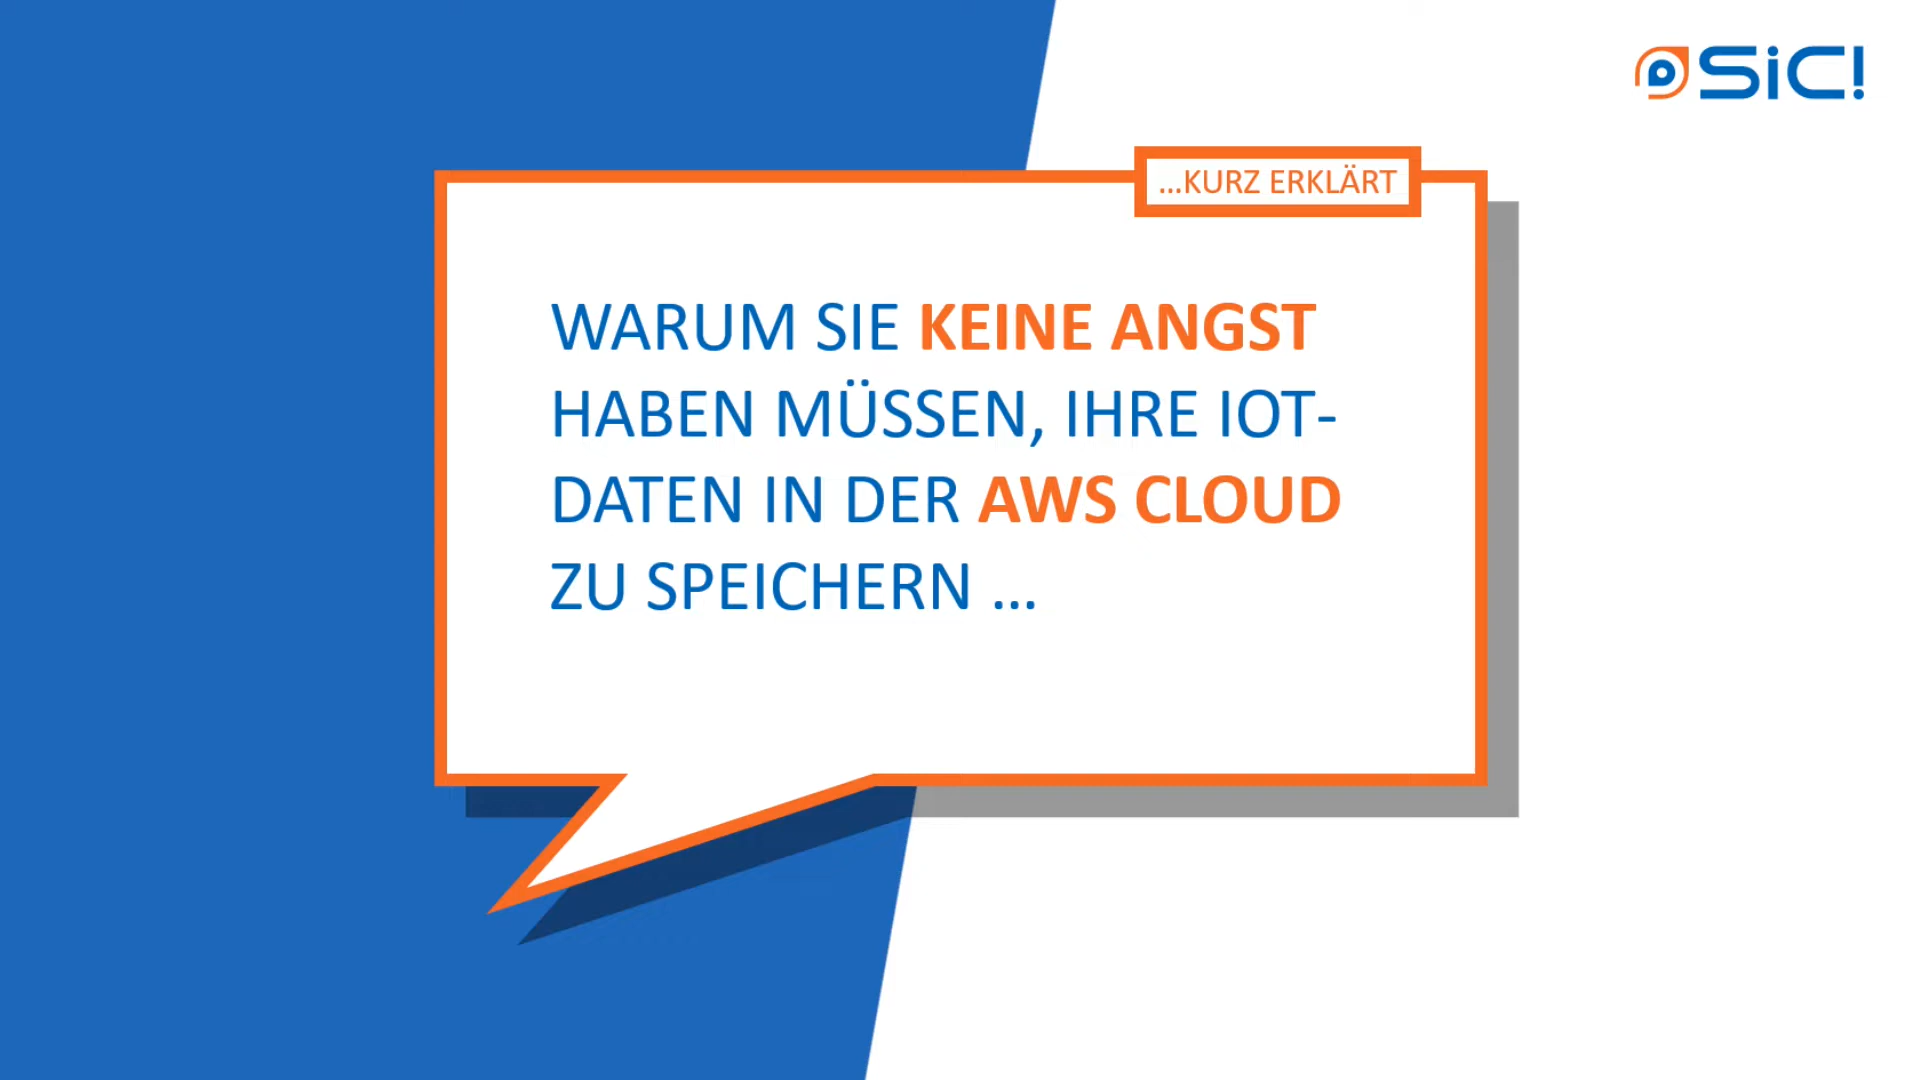 SiC!
...KURZ ERKLÄRT
WARUM SIE KEINE ANGST
HABEN MÜSSEN, IHRE IOT-
DATEN IN DER AWS CLOUD
ZU SPEICHERN ...